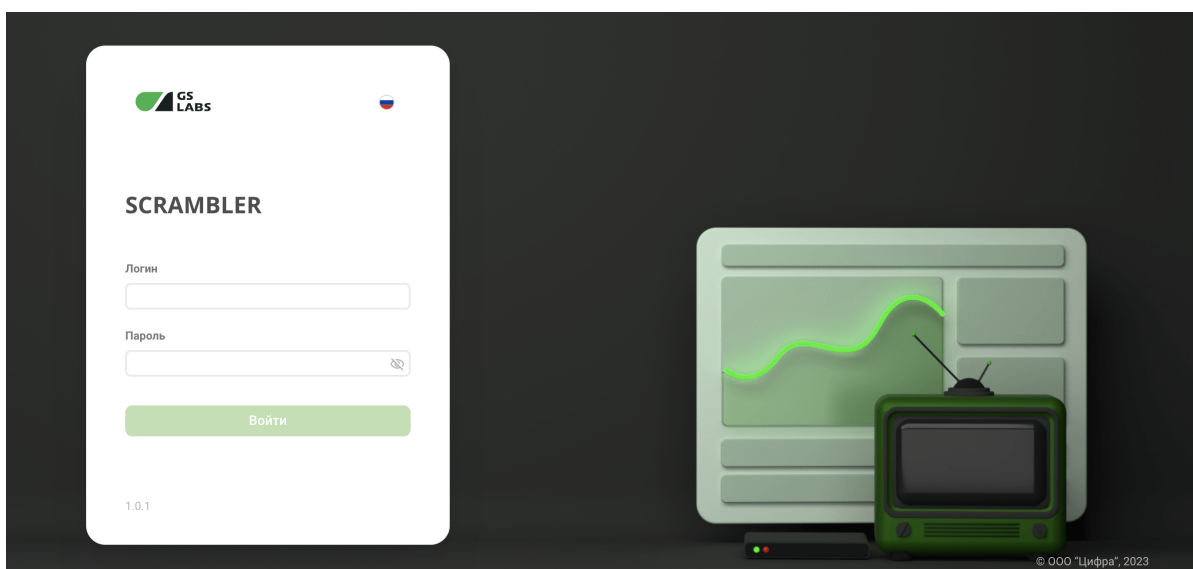 GS
LABS
SCRAMBLER
Логин
Пароль
Войти
1.0.1
© ООО "Цифра", 2023